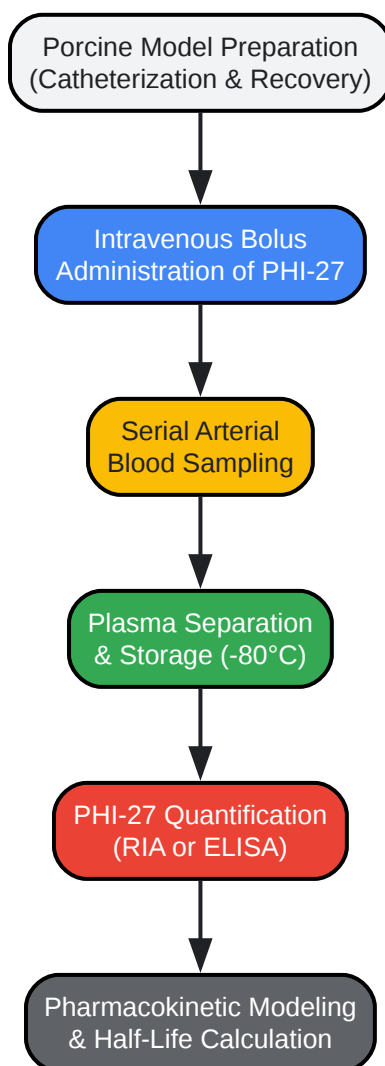 Porcine Model Preparation
(Catheterization & Recovery)
Intravenous Bolus
Administration of PHI-27
Serial Arterial
Blood Sampling
Plasma Separation
& Storage (-80°C)
PHI-27 Quantification
(RIA or ELISA)
Pharmacokinetic Modeling
& Half-Life Calculation